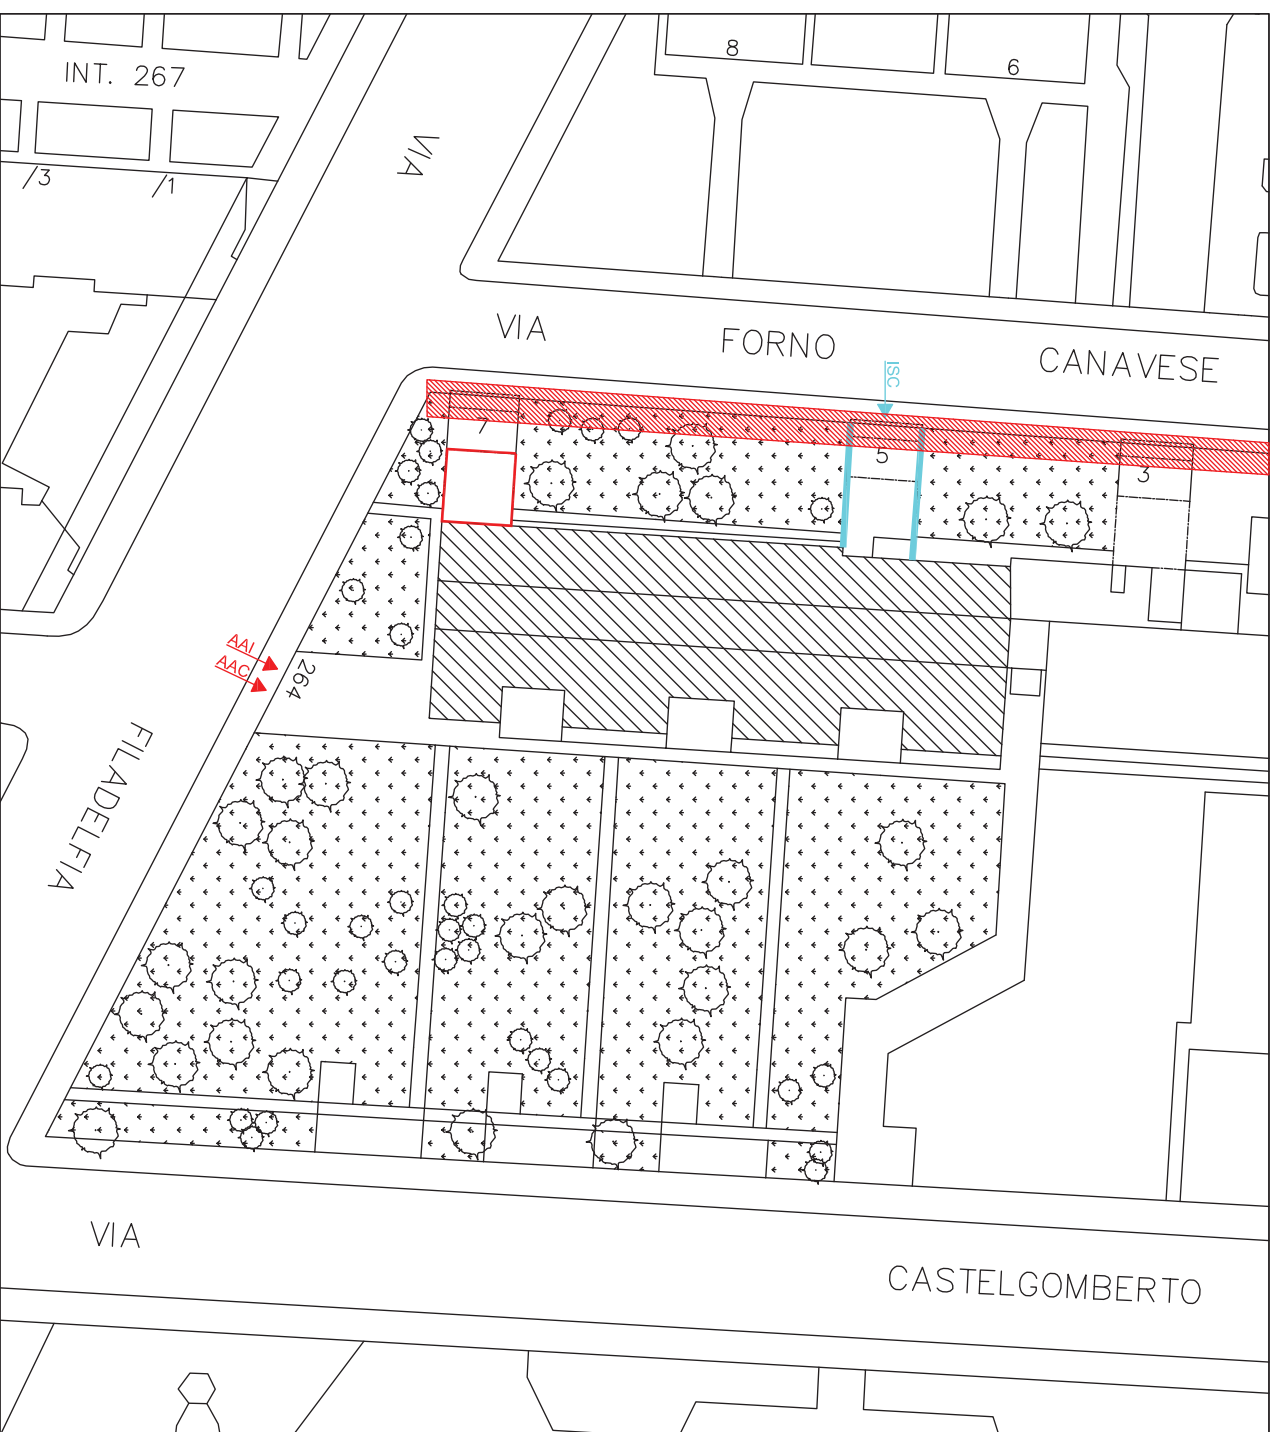 8
6
INT. 267
/3
/1
VIA
VIA FORNO CANAVESE
ISC
7
5
3
AAI
AAC
264
FILADELFIA
VIA CASTELGOMBERTO